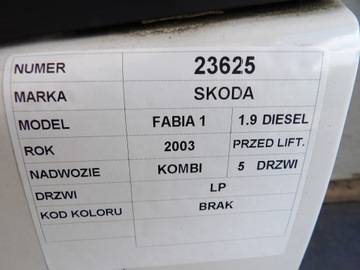 NUMER 23625
MARKA SKODA
MODEL FABIA 1 1.9 DIESEL
ROK 2003 PRZED LIFT.
NADWOZIE KOMBI 5 DRZWI
DRZWI LP
KOD KOLORU BRAK